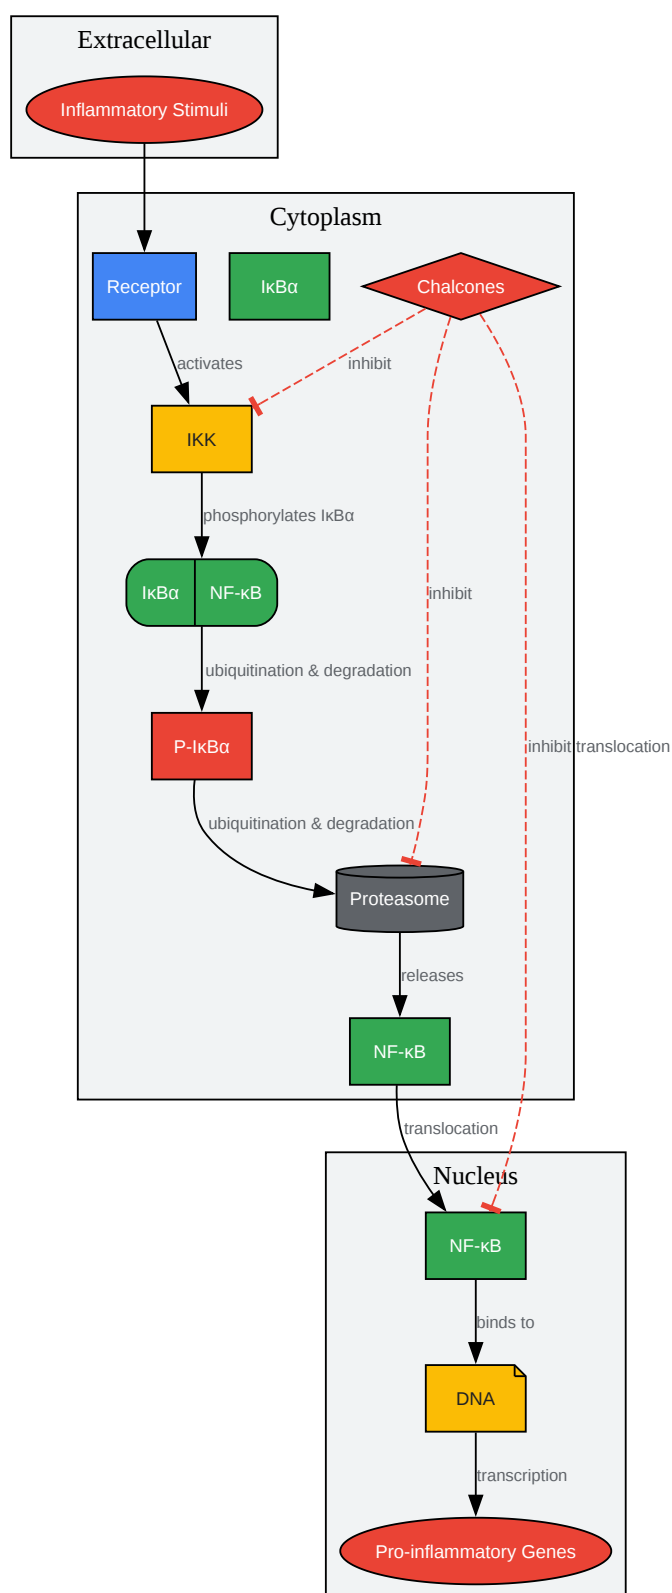 Extracellular
Inflammatory Stimuli
Cytoplasm
Receptor
IκBα
Chalcones
activates
inhibit
IKK
phosphorylates IκBα
IκBα
NF-κB
inhibit
ubiquitination & degradation
P-IκBα
inhibit translocation
ubiquitination & degradation
Proteasome
releases
NF-κB
translocation
Nucleus
NF-κB
binds to
DNA
transcription
Pro-inflammatory Genes